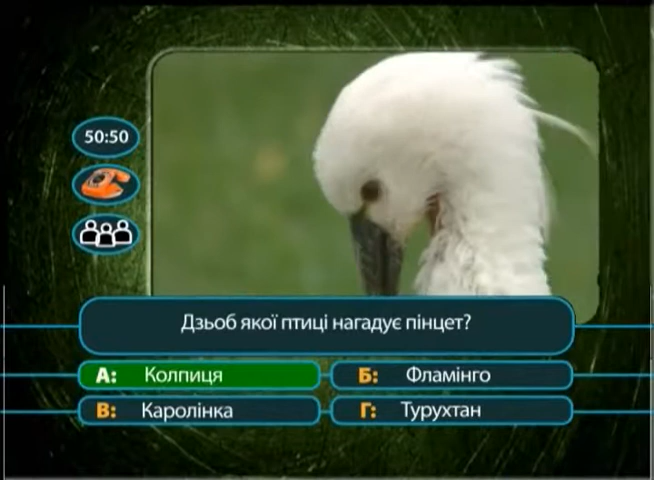 50:50
Дзьоб якої птиці нагадує пінцет?
А: Колпиця
Б: Фламінго
В: Каролінка
Г: Турухтан